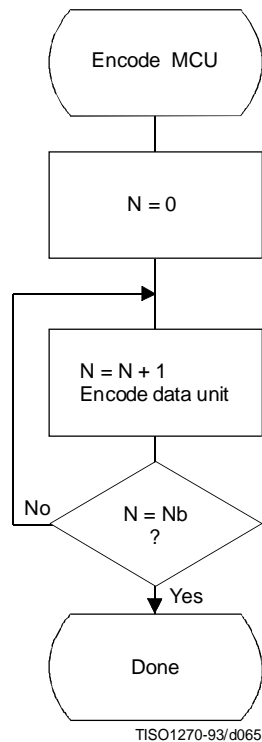 Encode MCU
N = 0
N = N + 1
Encode data unit
No
N = Nb
?
Yes
Done
TISO1270-93/d065